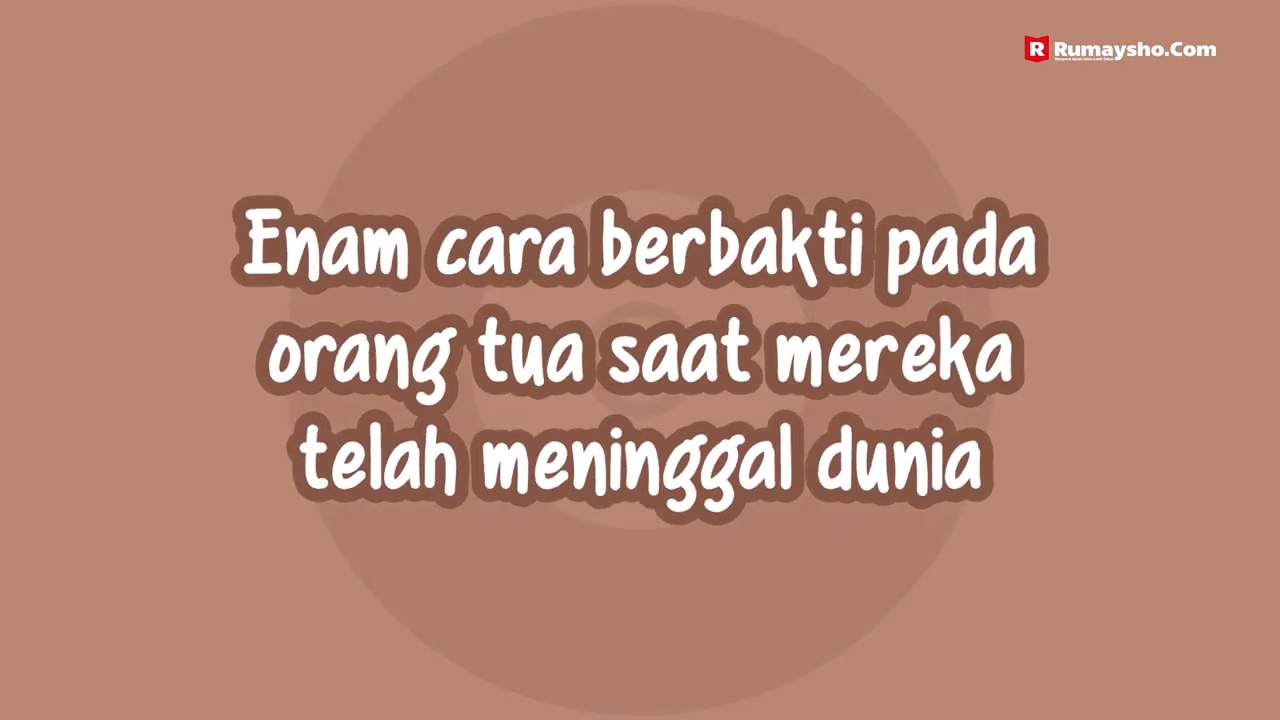 Rumaysho.Com
Enam cara berbakti pada
orang tua saat mereka
telah meninggal dunia